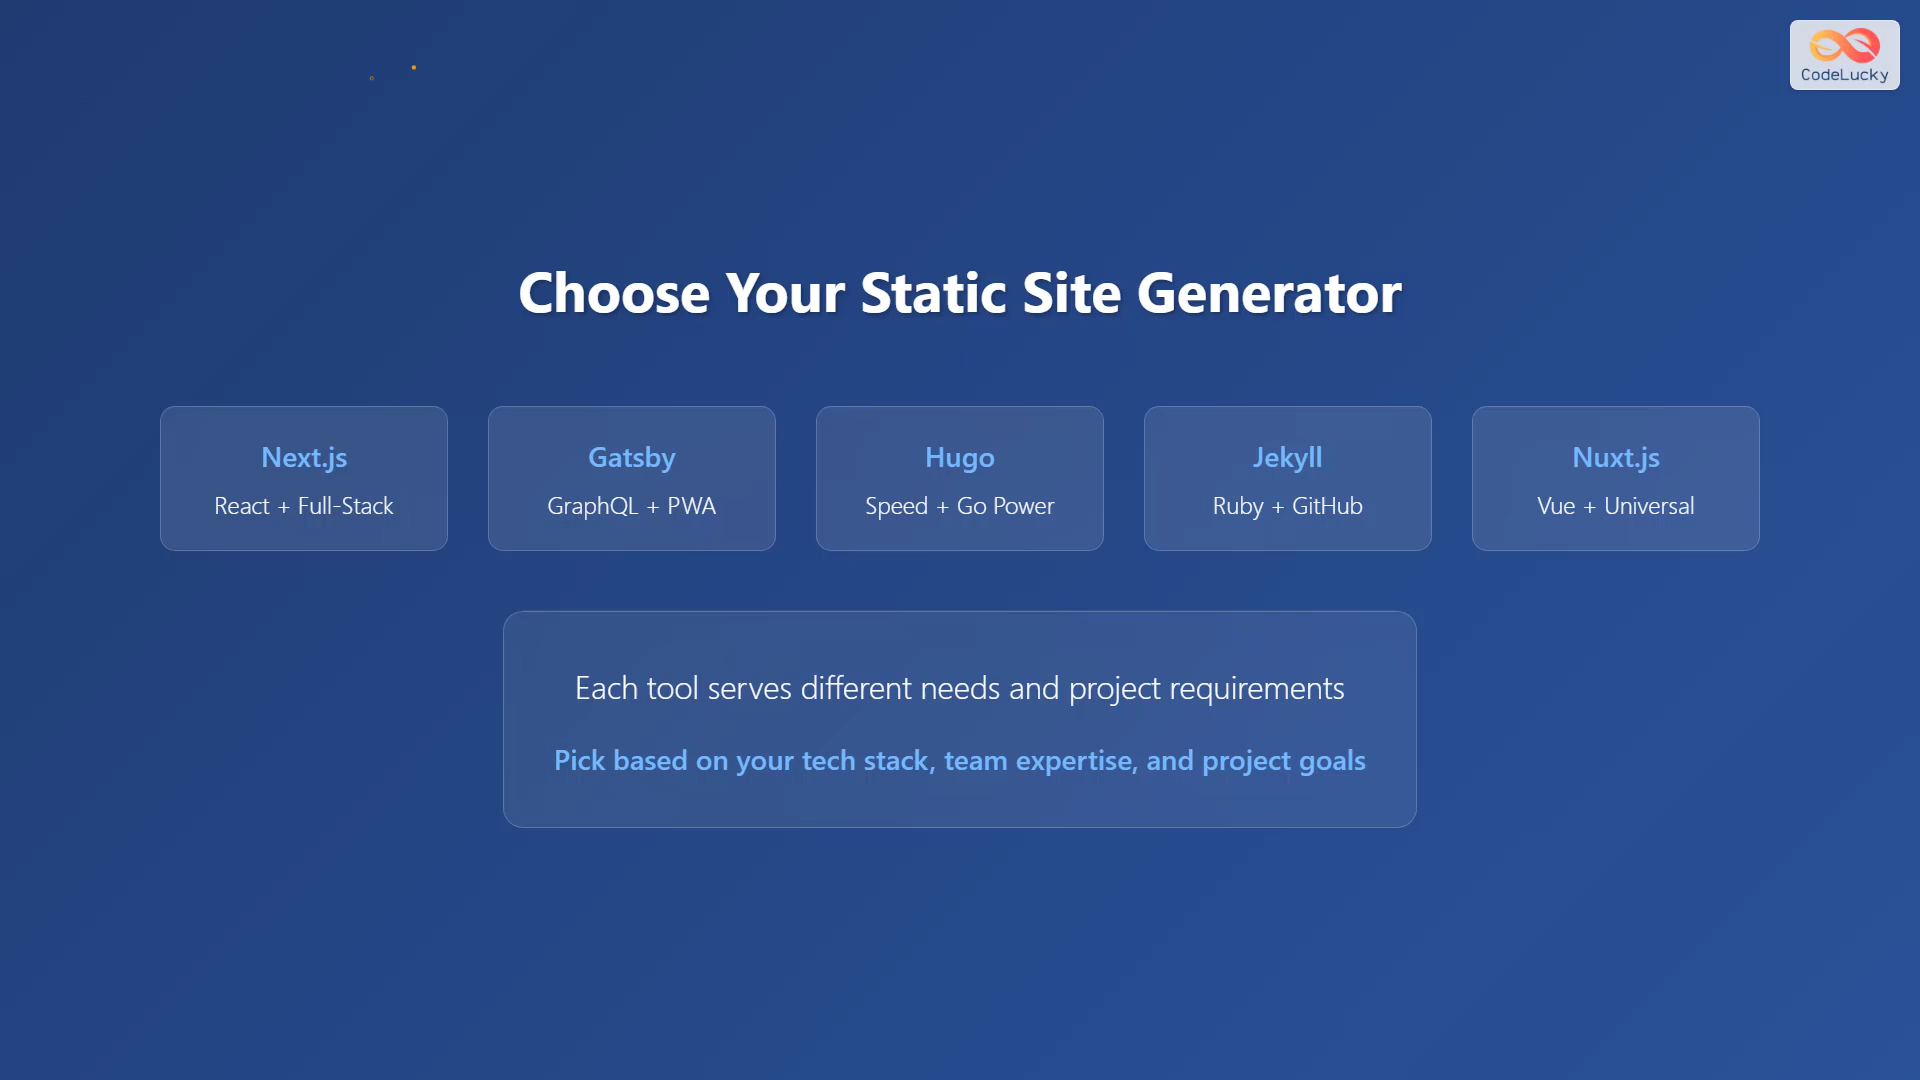 CodeLucky
Choose Your Static Site Generator
Next.js
React + Full-Stack
Gatsby
GraphQL + PWA
Hugo
Speed + Go Power
Jekyll
Ruby + GitHub
Nuxt.js
Vue + Universal
Each tool serves different needs and project requirements
Pick based on your tech stack, team expertise, and project goals